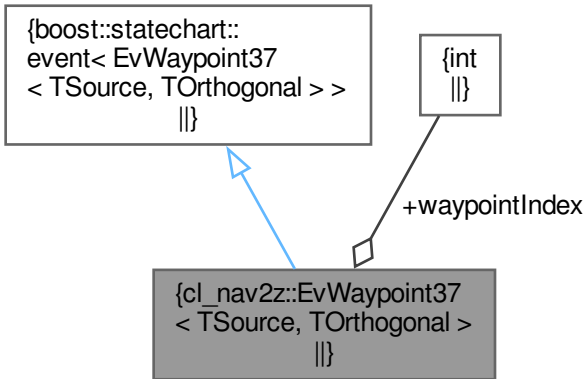 {boost::statechart::
event< EvWaypoint37
< TSource, TOrthogonal > >
||}
{int
||}
+waypointIndex
{cl_nav2z::EvWaypoint37
< TSource, TOrthogonal >
||}